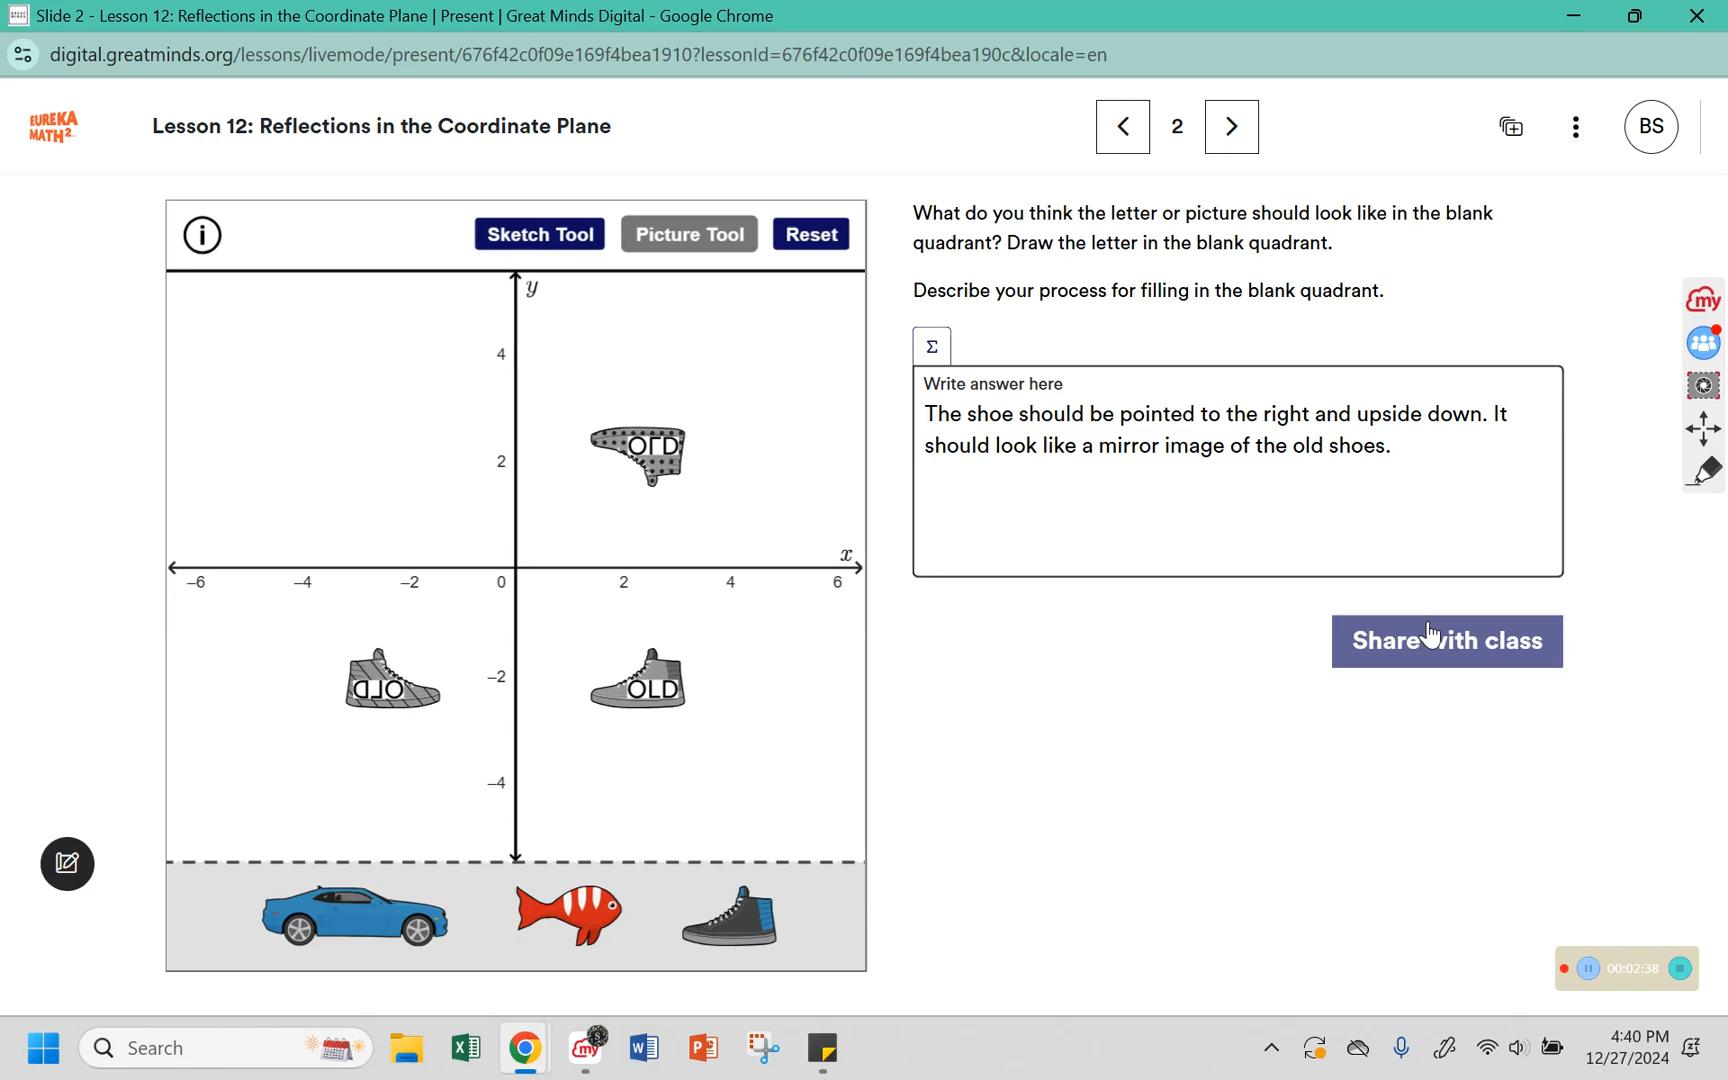 Slide 2 - Lesson 12: Reflections in the Coordinate Plane | Present | Great Minds Digital - Google Chrome
digital.greatminds.org/lessons/livemode/present/676f42c0f09e169f4bea1910?lessonId=676f42c0f09e169f4bea190c&locale=en
EUREKA
MATH²
Lesson 12: Reflections in the Coordinate Plane
2
BS
i
Sketch Tool
Picture Tool
Reset
What do you think the letter or picture should look like in the blank
quadrant? Draw the letter in the blank quadrant.
Describe your process for filling in the blank quadrant.
Σ
Write answer here
The shoe should be pointed to the right and upside down. It
should look like a mirror image of the old shoes.
Share with class
y
4
2
OLD
x
-6 -4 -2 0 2 4 6
-2
OLD
OLD
-4
my
00:02:38
Search
my
S
4:40 PM
12/27/2024